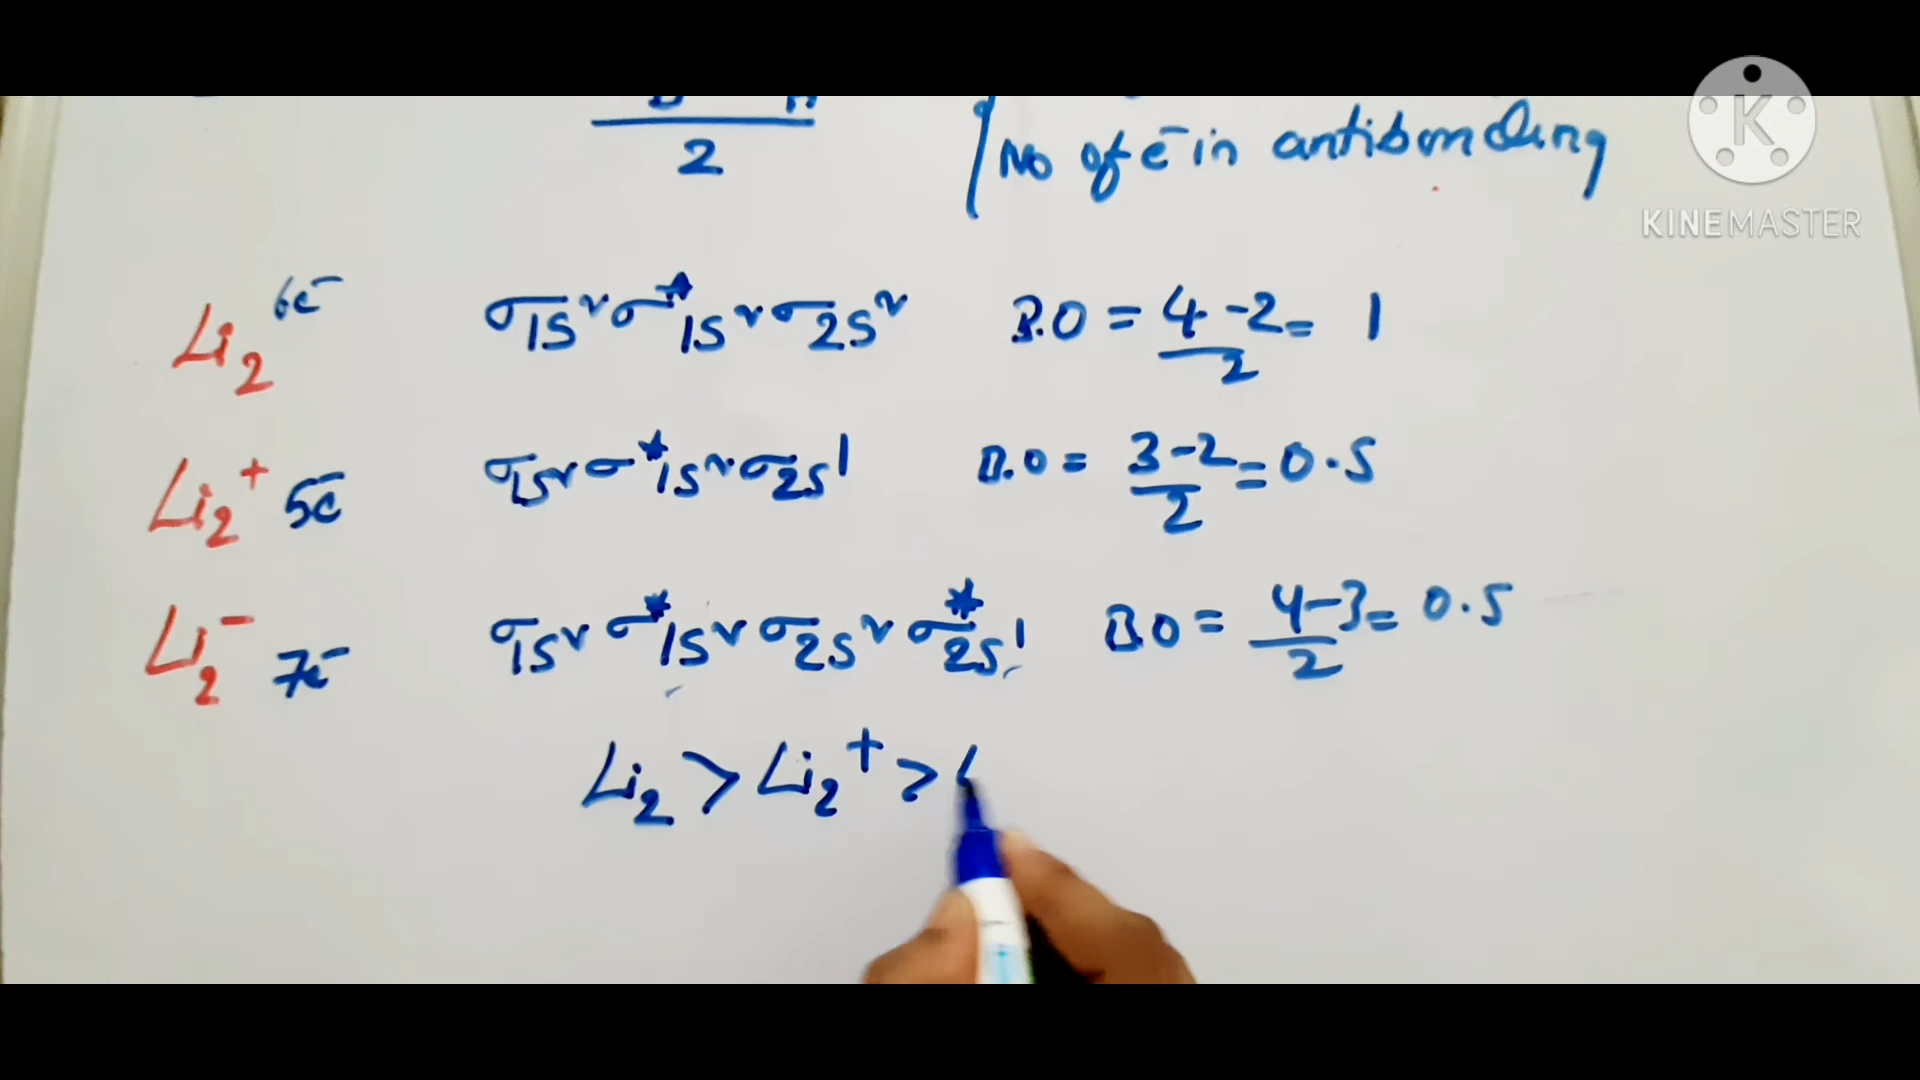 2
No of e⁻ in antibonding
KINEMASTER
Li₂ 6e⁻ σ1s² σ*1s² σ2s² B.O = 4-2/2 = 1
Li₂⁺ 5e⁻ σ1s² σ*1s² σ2s¹ B.O = 3-2/2 = 0.5
Li₂⁻ 7e⁻ σ1s² σ*1s² σ2s² σ*2s¹ BO = 4-3/2 = 0.5
Li₂ > Li₂⁺ >